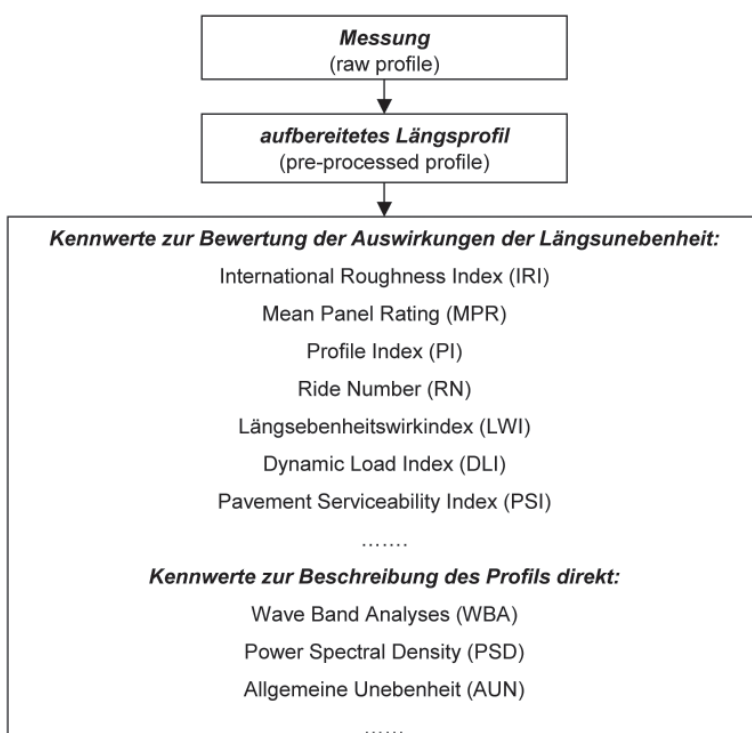 Messung
(raw profile)
aufbereitetes Längsprofil
(pre-processed profile)
Kennwerte zur Bewertung der Auswirkungen der Längsunebenheit:
International Roughness Index (IRI)
Mean Panel Rating (MPR)
Profile Index (PI)
Ride Number (RN)
Längsebenheitswirkindex (LWI)
Dynamic Load Index (DLI)
Pavement Serviceability Index (PSI)
…….
Kennwerte zur Beschreibung des Profils direkt:
Wave Band Analyses (WBA)
Power Spectral Density (PSD)
Allgemeine Unebenheit (AUN)
……